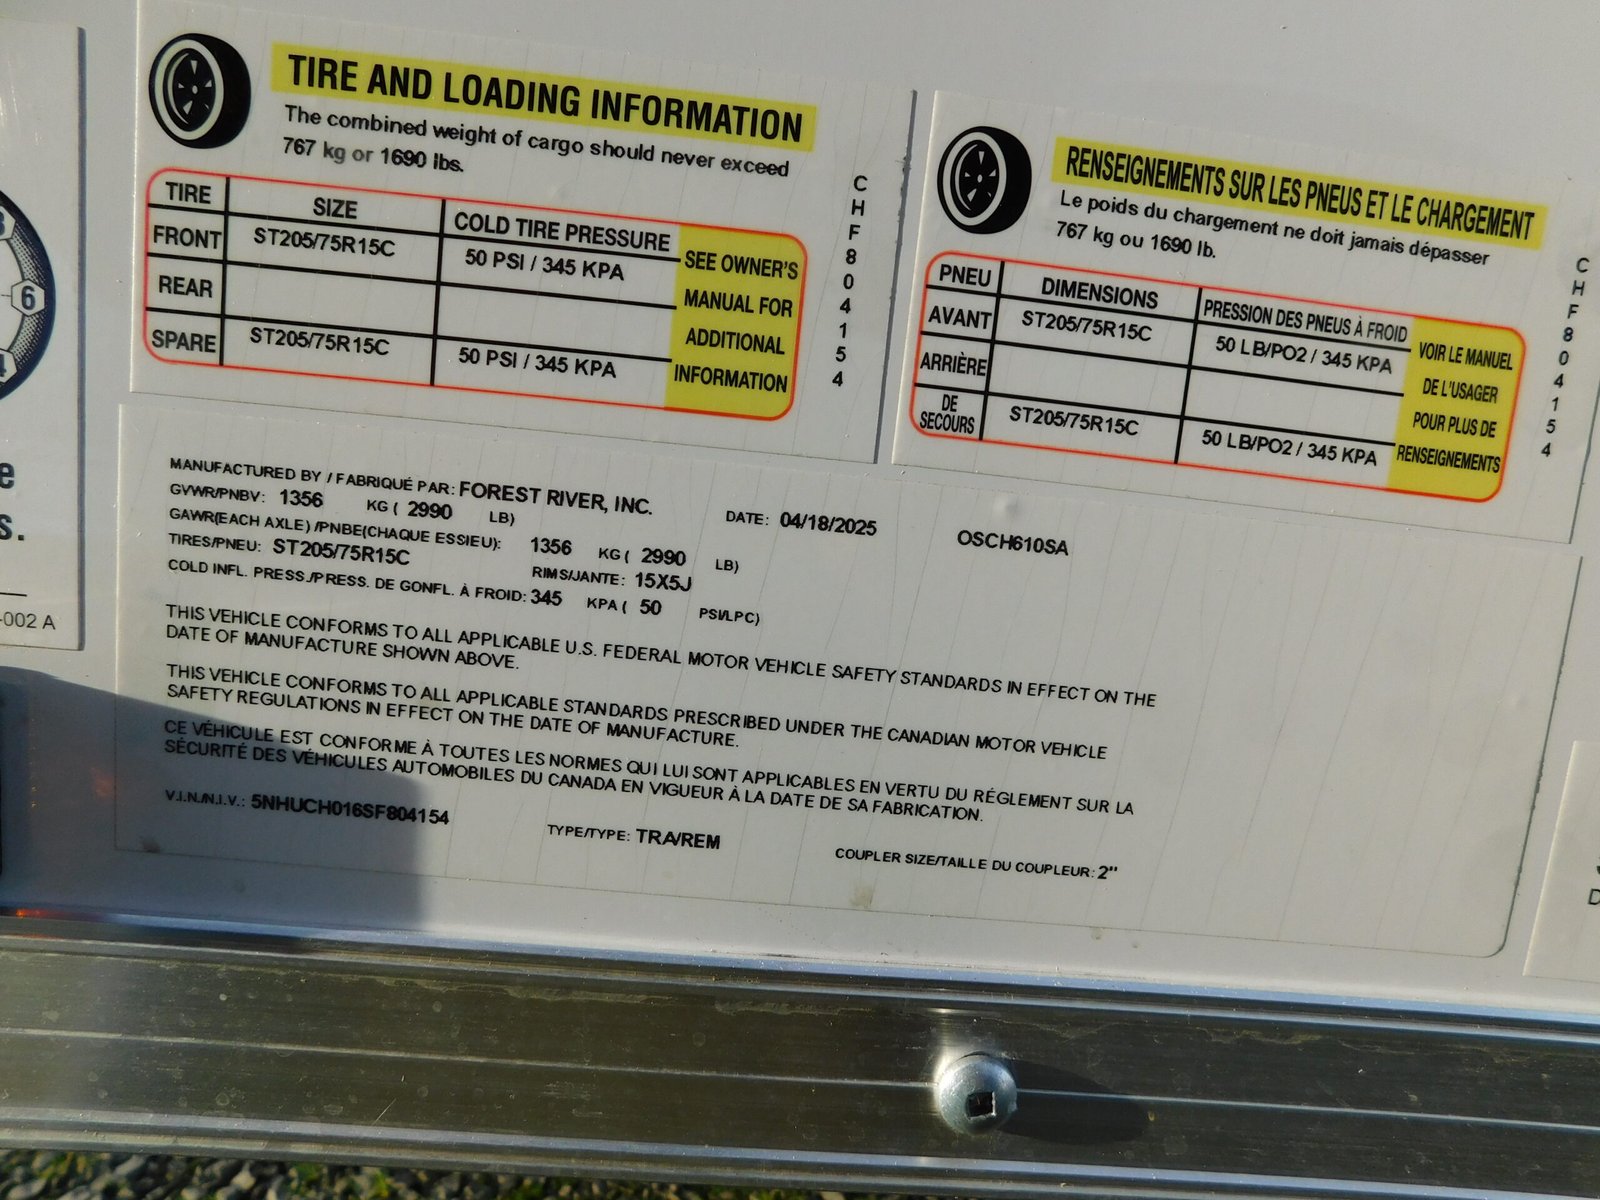 TIRE AND LOADING INFORMATION
The combined weight of cargo should never exceed
767 kg or 1690 lbs.
TIRE SIZE COLD TIRE PRESSURE SEE OWNER'S
FRONT ST205/75R15C 50 PSI / 345 KPA MANUAL FOR
REAR ADDITIONAL
SPARE ST205/75R15C 50 PSI / 345 KPA INFORMATION
CHF804154
RENSEIGNEMENTS SUR LES PNEUS ET LE CHARGEMENT
Le poids du chargement ne doit jamais dépasser
767 kg ou 1690 lb.
PNEU DIMENSIONS PRESSION DES PNEUS À FROID VOIR LE MANUEL
AVANT ST205/75R15C 50 LB/PO2 / 345 KPA DE L'USAGER
ARRIÈRE POUR PLUS DE
DE SECOURS ST205/75R15C 50 LB/PO2 / 345 KPA RENSEIGNEMENTS
CHF804154
MANUFACTURED BY / FABRIQUÉ PAR: FOREST RIVER, INC.
GVWR/PNBV: 1356 KG ( 2990 LB) DATE: 04/18/2025 OSCH610SA
GAWR(EACH AXLE) /PNBE(CHAQUE ESSIEU): 1356 KG ( 2990 LB)
TIRES/PNEU: ST205/75R15C RIMS/JANTE: 15X5J
COLD INFL. PRESS./PRESS. DE GONFL. À FROID: 345 KPA ( 50 PSI/LPC)
THIS VEHICLE CONFORMS TO ALL APPLICABLE U.S. FEDERAL MOTOR VEHICLE SAFETY STANDARDS IN EFFECT ON THE
DATE OF MANUFACTURE SHOWN ABOVE.
THIS VEHICLE CONFORMS TO ALL APPLICABLE STANDARDS PRESCRIBED UNDER THE CANADIAN MOTOR VEHICLE
SAFETY REGULATIONS IN EFFECT ON THE DATE OF MANUFACTURE.
CE VÉHICULE EST CONFORME À TOUTES LES NORMES QUI LUI SONT APPLICABLES EN VERTU DU RÉGLEMENT SUR LA
SÉCURITÉ DES VÉHICULES AUTOMOBILES DU CANADA EN VIGUEUR À LA DATE DE SA FABRICATION.
V.I.N./N.I.V.: 5NHUCH016SF804154 TYPE/TYPE: TRA/REM COUPLER SIZE/TAILLE DU COUPLEUR: 2"
6
s.
-002 A